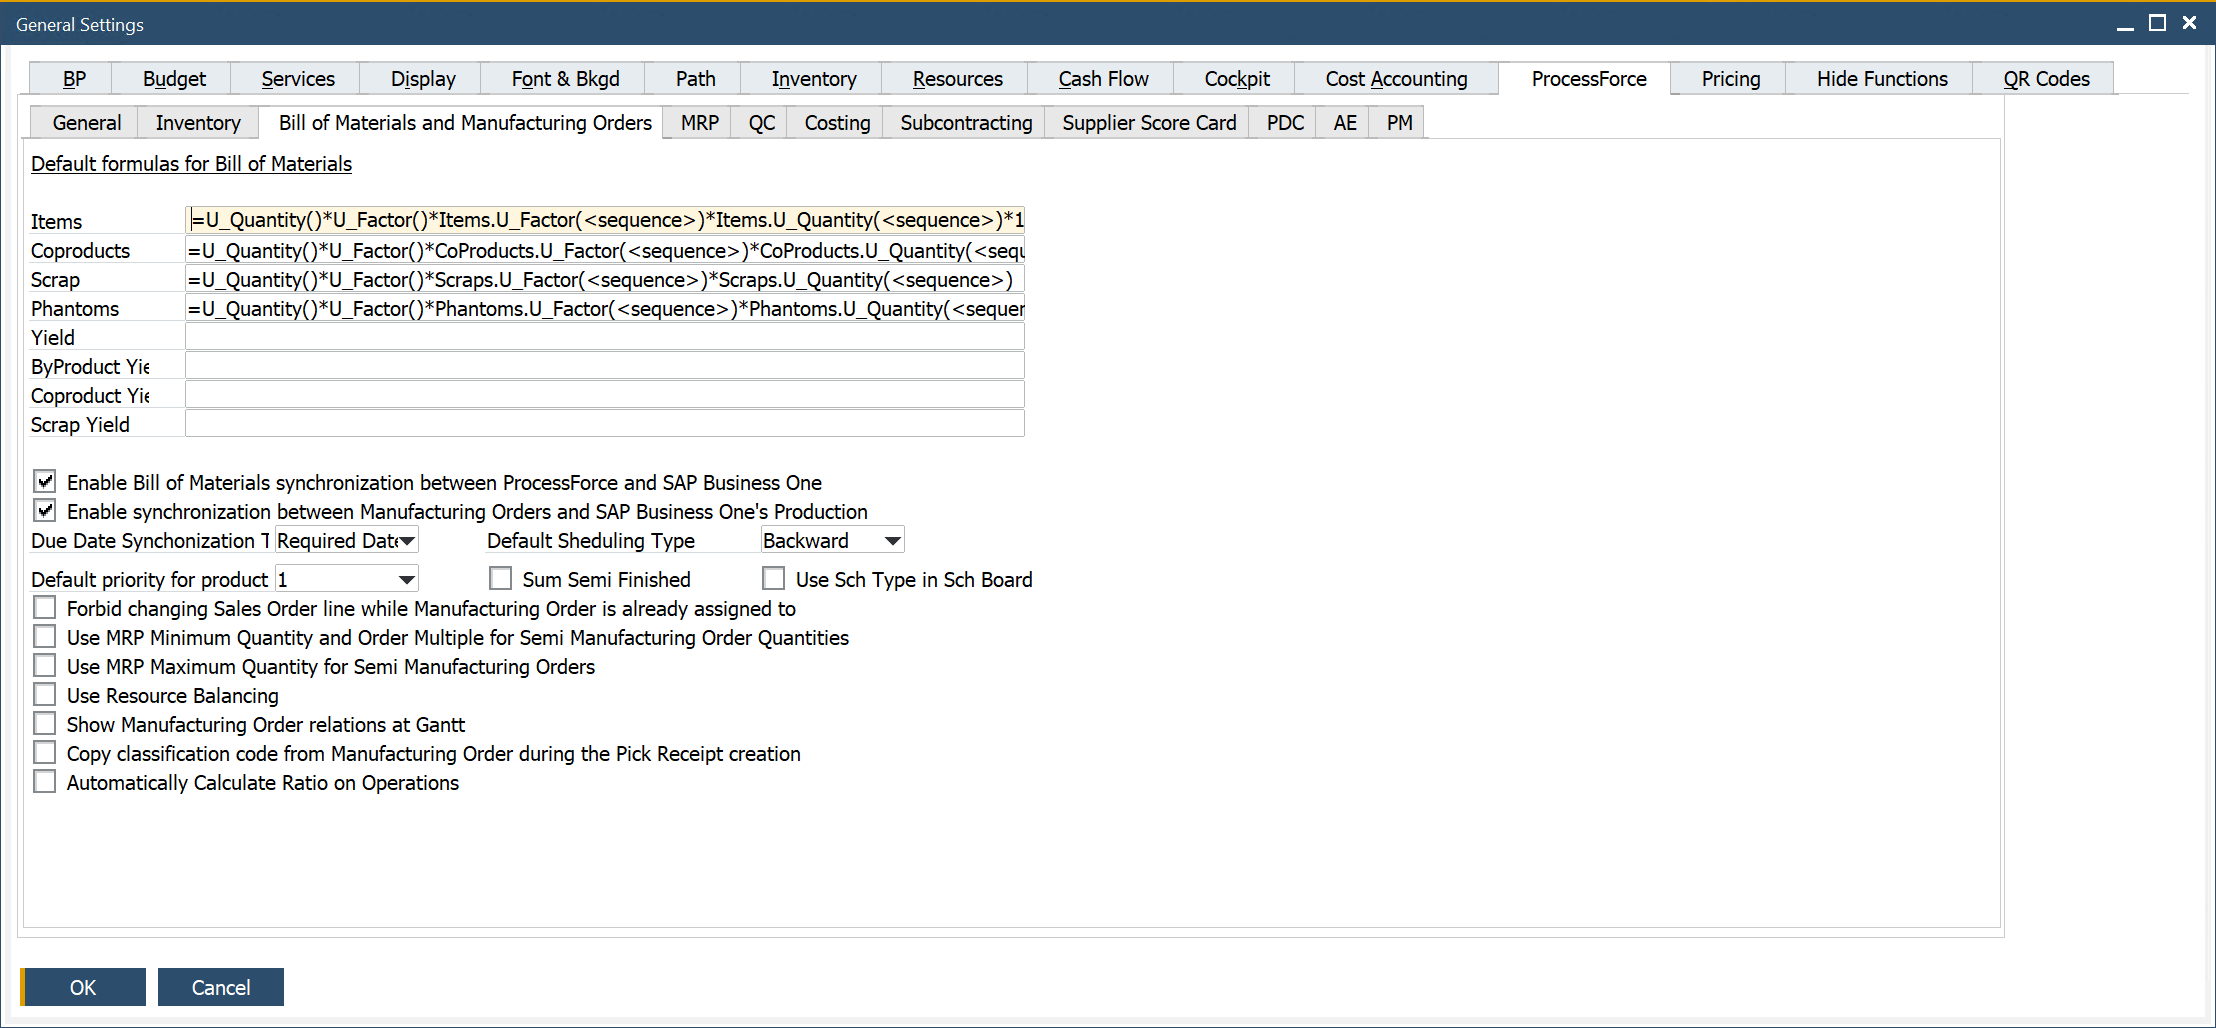 General Settings
BP Budget Services Display Font & Bkgd Path Inventory Resources Cash Flow Cockpit Cost Accounting ProcessForce Pricing Hide Functions QR Codes
General Inventory Bill of Materials and Manufacturing Orders MRP QC Costing Subcontracting Supplier Score Card PDC AE PM
Default formulas for Bill of Materials
Items =U_Quantity()*U_Factor()*Items.U_Factor(<sequence>)*Items.U_Quantity(<sequence>)*1
Coproducts =U_Quantity()*U_Factor()*CoProducts.U_Factor(<sequence>)*CoProducts.U_Quantity(<sequ
Scrap =U_Quantity()*U_Factor()*Scraps.U_Factor(<sequence>)*Scraps.U_Quantity(<sequence>)
Phantoms =U_Quantity()*U_Factor()*Phantoms.U_Factor(<sequence>)*Phantoms.U_Quantity(<sequen
Yield
ByProduct Yie
Coproduct Yie
Scrap Yield
Enable Bill of Materials synchronization between ProcessForce and SAP Business One
Enable synchronization between Manufacturing Orders and SAP Business One's Production
Due Date Synchonization T Required Date Default Sheduling Type Backward
Default priority for product 1 Sum Semi Finished Use Sch Type in Sch Board
Forbid changing Sales Order line while Manufacturing Order is already assigned to
Use MRP Minimum Quantity and Order Multiple for Semi Manufacturing Order Quantities
Use MRP Maximum Quantity for Semi Manufacturing Orders
Use Resource Balancing
Show Manufacturing Order relations at Gantt
Copy classification code from Manufacturing Order during the Pick Receipt creation
Automatically Calculate Ratio on Operations
OK Cancel